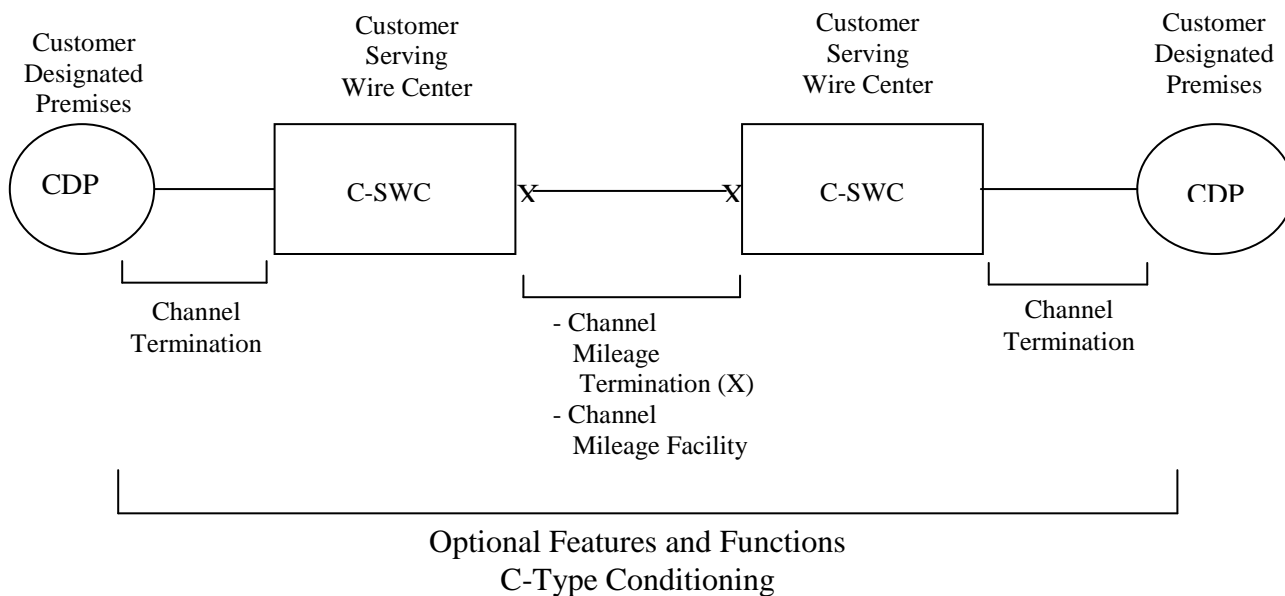 Customer
Designated
Premises
Customer
Serving
Wire Center
Customer
Serving
Wire Center
Customer
Designated
Premises
CDP
C-SWC
X
X
C-SWC
CDP
Channel
Termination
- Channel
Mileage
Termination (X)
- Channel
Mileage Facility
Channel
Termination
Optional Features and Functions
C-Type Conditioning